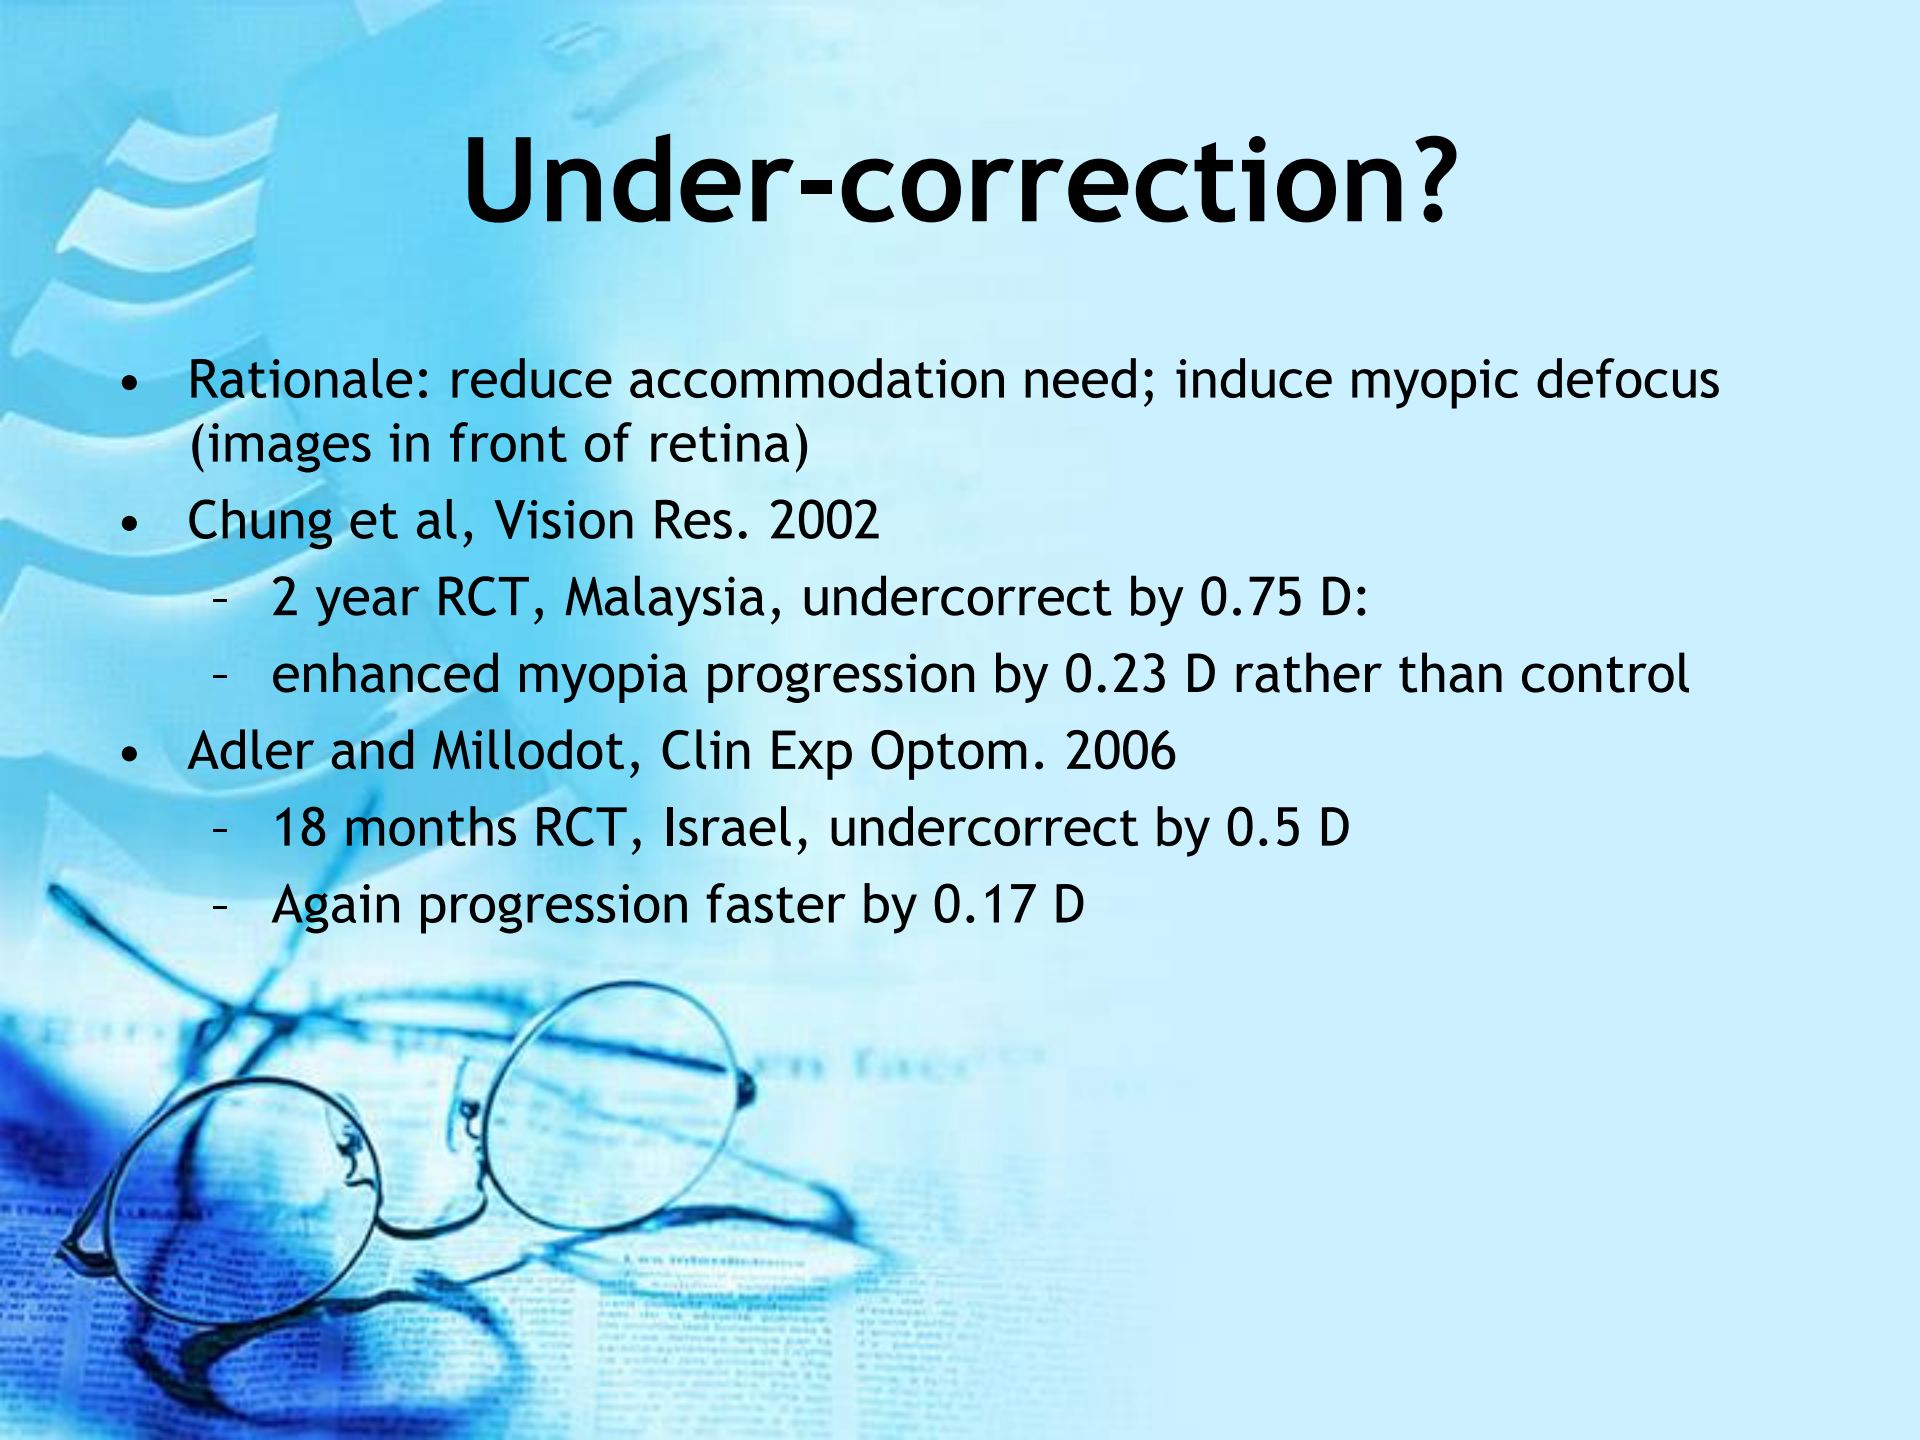 Under-correction?
• Rationale: reduce accommodation need; induce myopic defocus
(images in front of retina)
• Chung et al, Vision Res. 2002
– 2 year RCT, Malaysia, undercorrect by 0.75 D:
– enhanced myopia progression by 0.23 D rather than control
• Adler and Millodot, Clin Exp Optom. 2006
– 18 months RCT, Israel, undercorrect by 0.5 D
– Again progression faster by 0.17 D